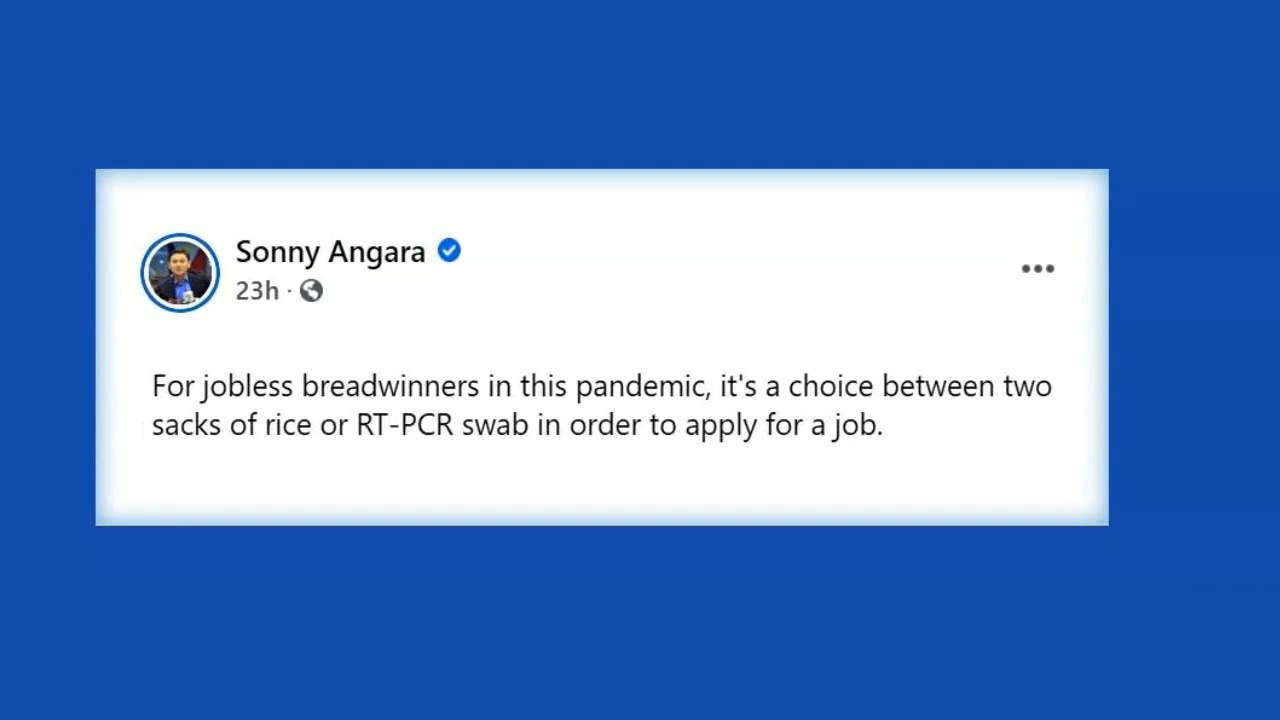 Sonny Angara
23h ·
For jobless breadwinners in this pandemic, it's a choice between two
sacks of rice or RT-PCR swab in order to apply for a job.